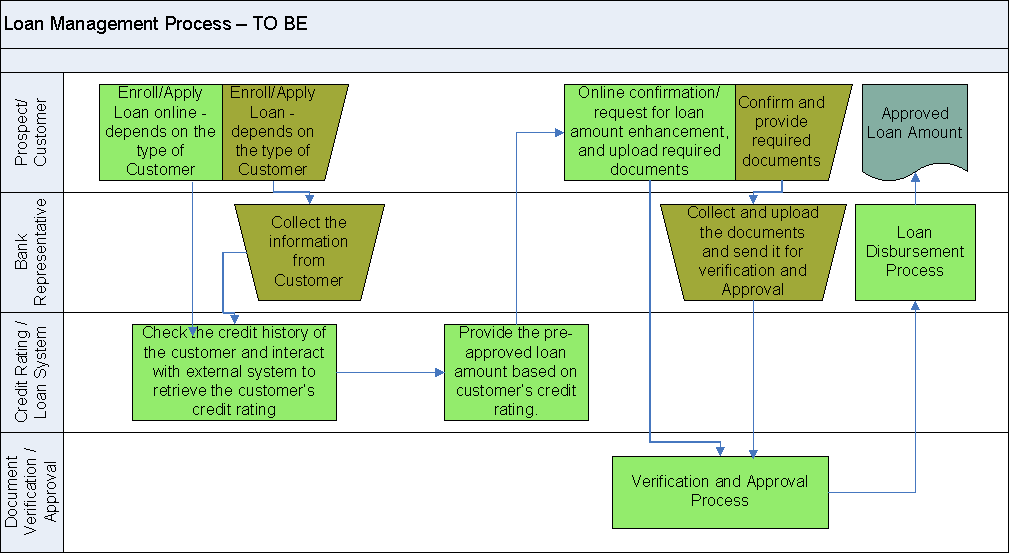 Loan Management Process – TO BE
Prospect/
Customer
Enroll/Apply
Loan online -
depends on the
type of
Customer
Enroll/Apply
Loan -
depends on
the type of
Customer
Online confirmation/
request for loan
amount enhancement,
and upload required
documents
Confirm and
provide
required
documents
Approved
Loan Amount
Bank
Representative
Collect the
information
from
Customer
Collect and upload
the documents
and send it for
verification and
Approval
Loan
Disbursement
Process
Credit Rating /
Loan System
Check the credit history of
the customer and interact
with external system to
retrieve the customer's
credit rating
Provide the pre-
approved loan
amount based on
customer's credit
rating.
Document
Verification /
Approval
Verification and Approval
Process